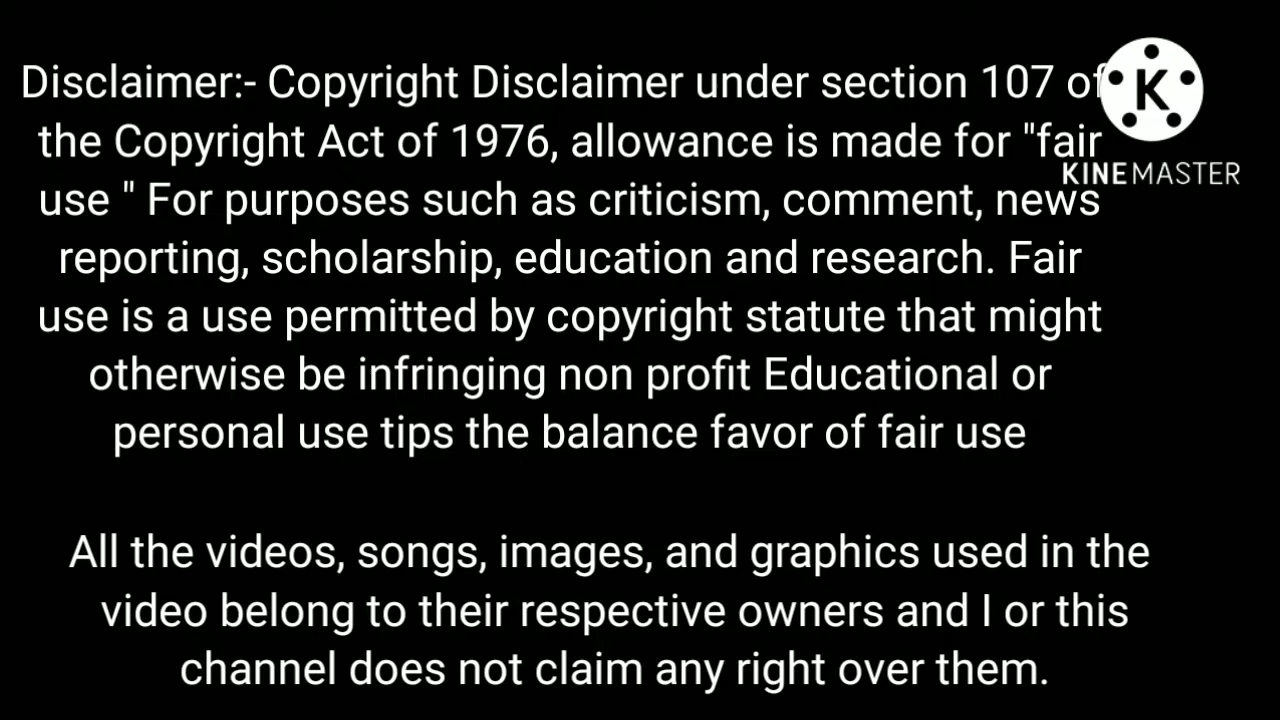 Disclaimer:- Copyright Disclaimer under section 107 of
the Copyright Act of 1976, allowance is made for "fair
use " For purposes such as criticism, comment, news
reporting, scholarship, education and research. Fair
use is a use permitted by copyright statute that might
otherwise be infringing non profit Educational or
personal use tips the balance favor of fair use
All the videos, songs, images, and graphics used in the
video belong to their respective owners and I or this
channel does not claim any right over them.
K
KINEMASTER